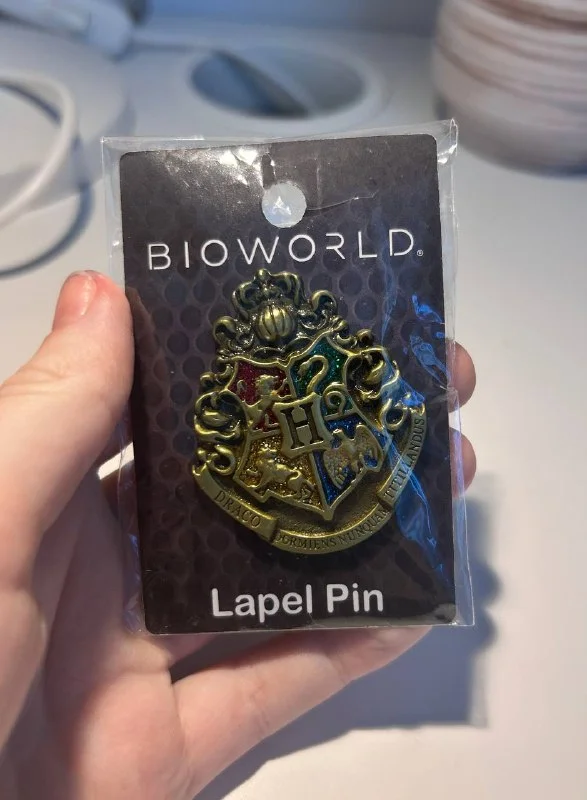 BIOWORLD®
H
DRACO DORMIENS NUNQUAM TITILLANDUS
Lapel Pin